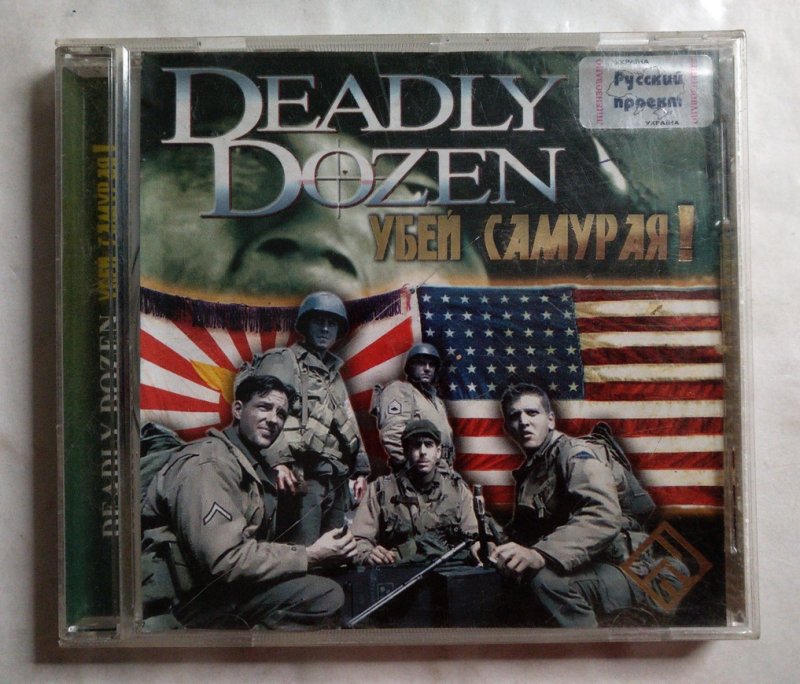 DEADLY
DOZEN
УБЕЙ САМУРАЯ!
УКРАЇНА
Русский
проект
УКРАЇНА
DEADLY DOZEN УБЕЙ САМУРАЯ!